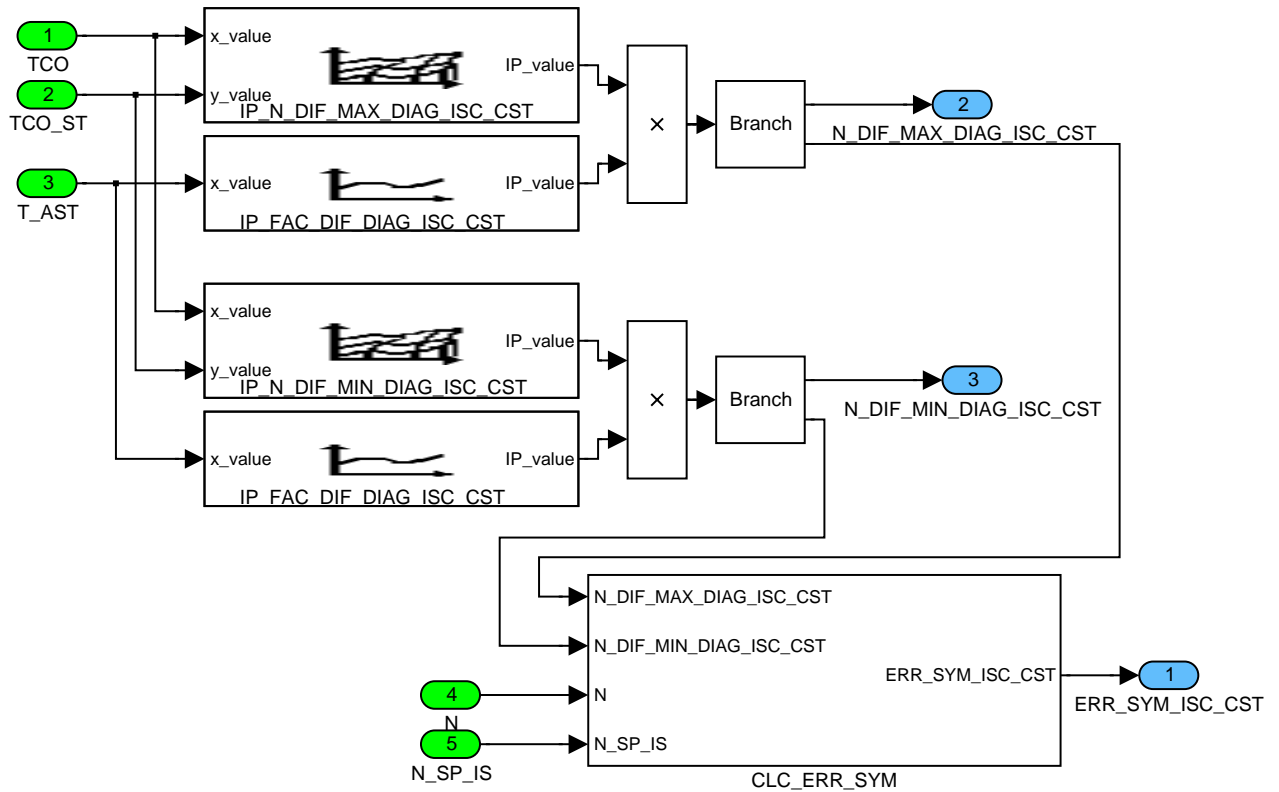 1
TCO
2
TCO_ST
3
T_AST
x_value
y_value
IP_value
IP_N_DIF_MAX_DIAG_ISC_CST
x_value
IP_value
IP_FAC_DIF_DIAG_ISC_CST
×
Branch
2
N_DIF_MAX_DIAG_ISC_CST
x_value
y_value
IP_value
IP_N_DIF_MIN_DIAG_ISC_CST
x_value
IP_value
IP_FAC_DIF_DIAG_ISC_CST
×
Branch
3
N_DIF_MIN_DIAG_ISC_CST
N_DIF_MAX_DIAG_ISC_CST
N_DIF_MIN_DIAG_ISC_CST
4
N
5
N_SP_IS
N
N_SP_IS
ERR_SYM_ISC_CST
CLC_ERR_SYM
1
ERR_SYM_ISC_CST